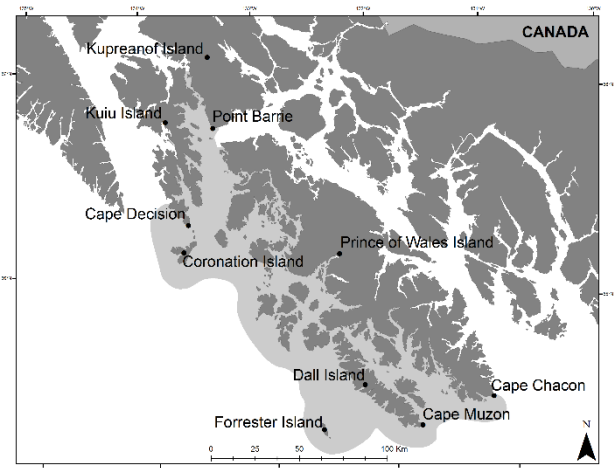 CANADA
Kupreanof Island
Kuiu Island
Point Barrie
Cape Decision
Prince of Wales Island
Coronation Island
Dall Island
Cape Chacon
Cape Muzon
Forrester Island
N
0 25 50 100 Km